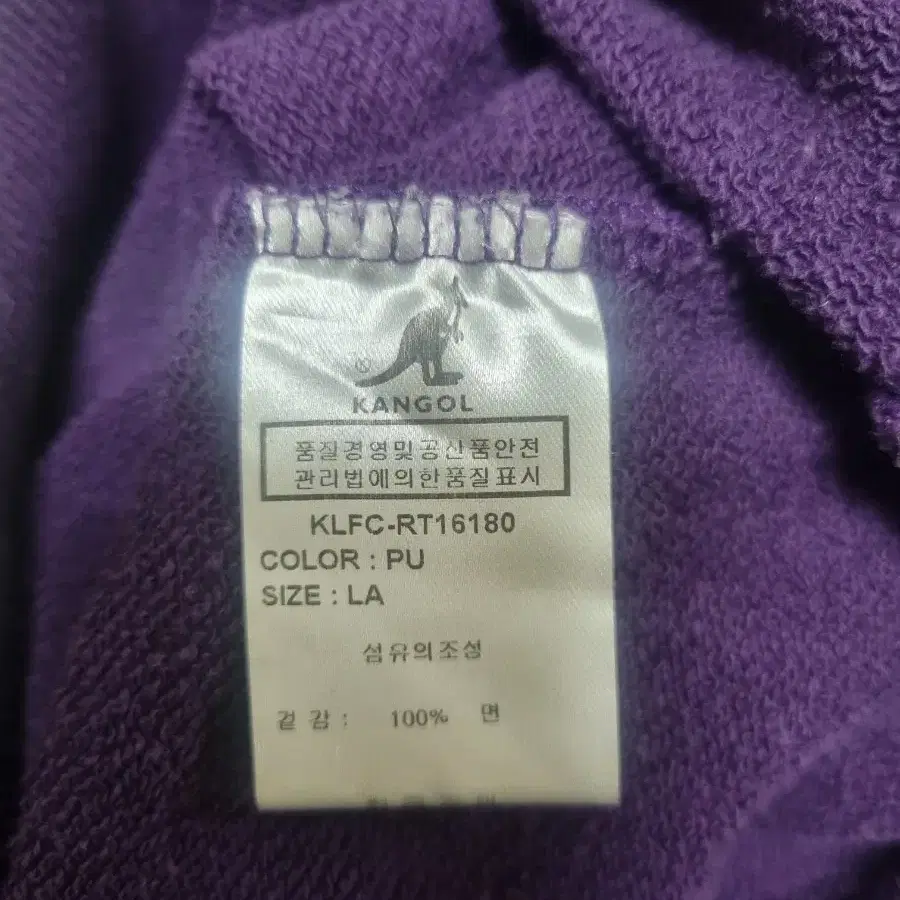 ®
KANGOL
품질경영및공산품안전
관리법에의한품질표시
KLFC-RT16180
COLOR : PU
SIZE : LA
섬유의조성
겉감 : 100% 면